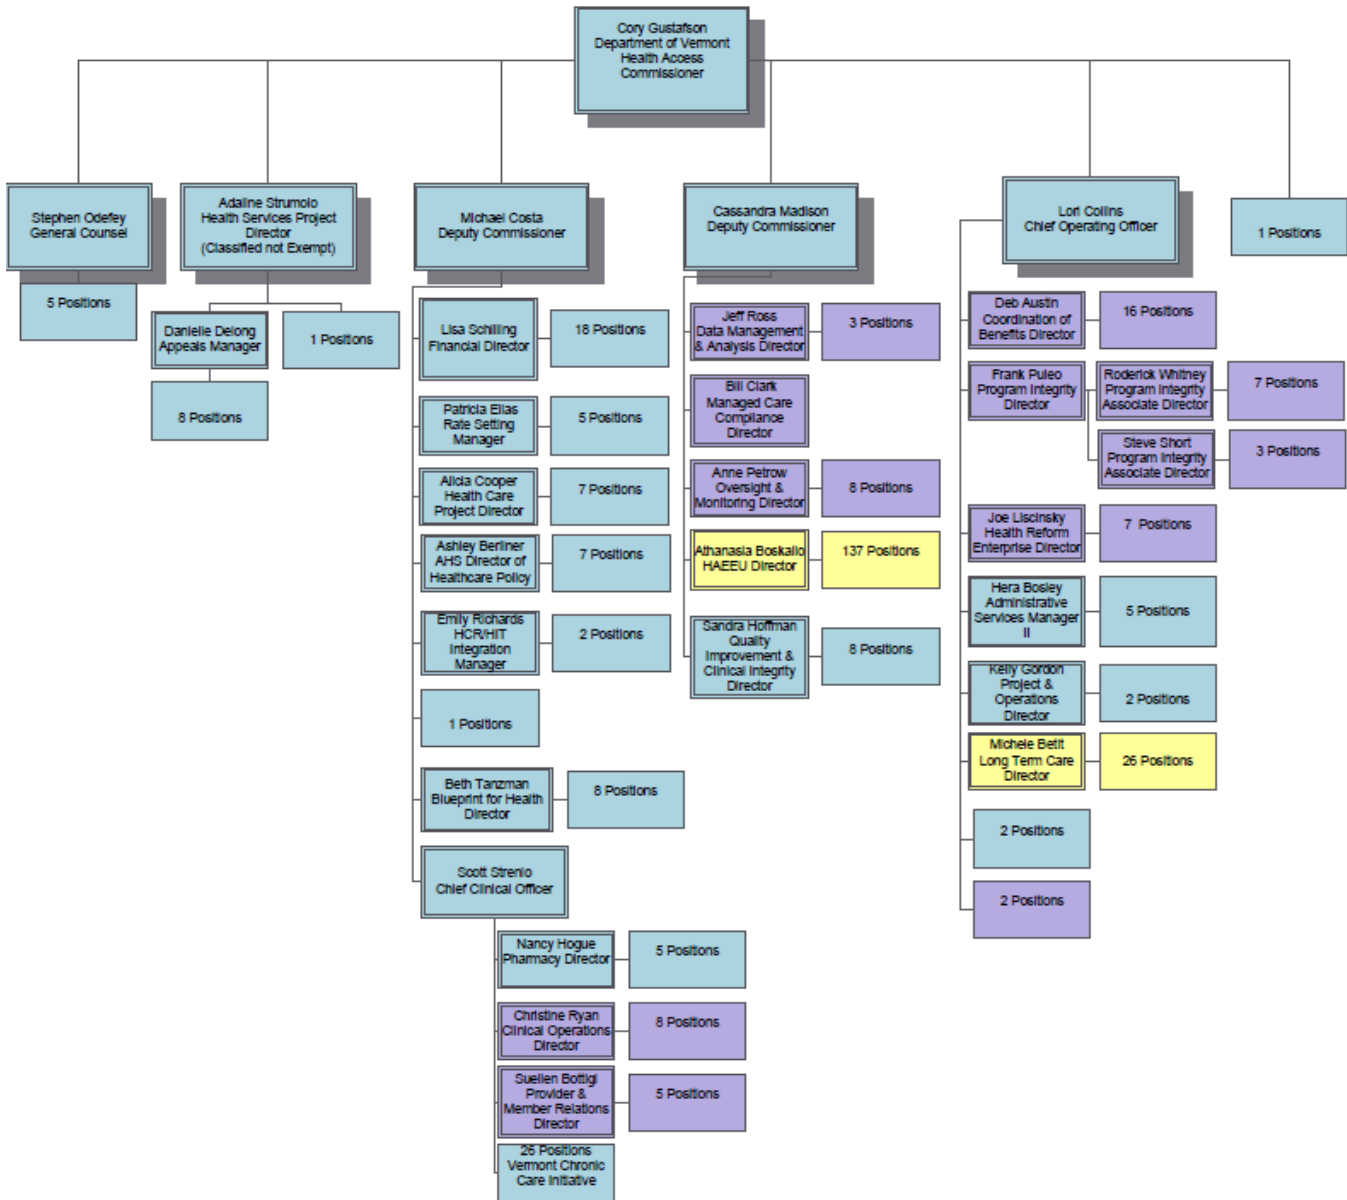 Cory Gustafson
Department of Vermont
Health Access
Commissioner
Stephen Odefey
General Counsel
5 Positions
Adaline Strumolo
Health Services Project
Director
(Classified not Exempt)
Danielle Delong
Appeals Manager
8 Positions
1 Positions
Michael Costa
Deputy Commissioner
Lisa Schilling
Financial Director
18 Positions
Patricia Elias
Rate Setting
Manager
5 Positions
Alicia Cooper
Health Care
Project Director
7 Positions
Ashley Berliner
AHS Director of
Healthcare Policy
7 Positions
Emily Richards
HCR/HIT
Integration
Manager
2 Positions
1 Positions
Beth Tanzman
Blueprint for Health
Director
8 Positions
Scott Strenio
Chief Clinical Officer
Nancy Hogue
Pharmacy Director
5 Positions
Christine Ryan
Clinical Operations
Director
8 Positions
Suellen Bottigi
Provider &
Member Relations
Director
5 Positions
26 Positions
Vermont Chronic
Care Initiative
Cassandra Madison
Deputy Commissioner
Jeff Ross
Data Management
& Analysis Director
3 Positions
Bill Clark
Managed Care
Compliance
Director
Anne Petrow
Oversight &
Monitoring Director
8 Positions
Athanasia Boskailo
HAEEU Director
137 Positions
Sandra Hoffman
Quality
Improvement &
Clinical Integrity
Director
8 Positions
Lori Collins
Chief Operating Officer
Deb Austin
Coordination of
Benefits Director
16 Positions
Frank Puleo
Program Integrity
Director
Roderick Whitney
Program Integrity
Associate Director
7 Positions
Steve Short
Program Integrity
Associate Director
3 Positions
Joe Liscinsky
Health Reform
Enterprise Director
7 Positions
Hera Bosley
Administrative
Services Manager
II
5 Positions
Kelly Gordon
Project &
Operations
Director
2 Positions
Michele Betit
Long Term Care
Director
26 Positions
2 Positions
2 Positions
1 Positions